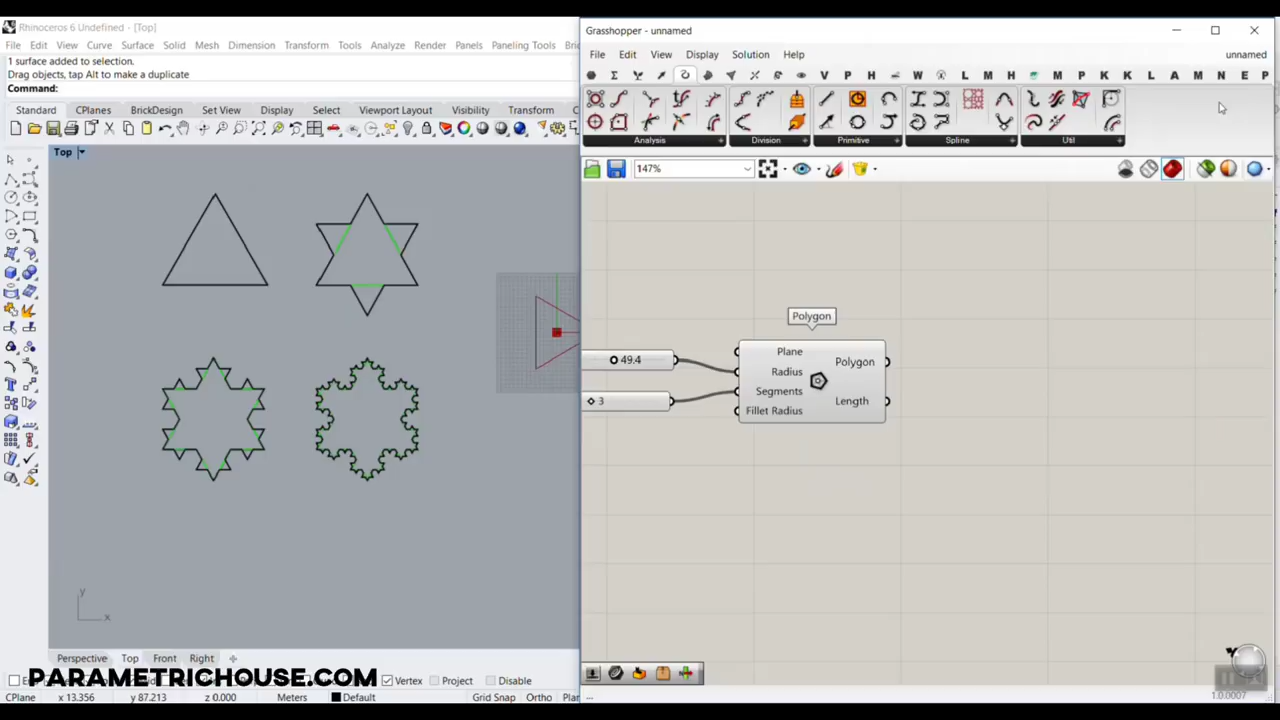 Rhinoceros 6 Undefined - [Top]
File Edit View Curve Surface Solid Mesh Dimension Transform Tools Analyze Render Panels Paneling Tools
1 surface added to selection.
Drag objects, tap Alt to make a duplicate
Command:
Standard CPlanes BrickDesign Set View Display Select Viewport Layout Visibility Transform
Top
y
x
Perspective Top Front Right
Vertex Project Disable
PARAMETRICHOUSE.COM
CPlane x 13.356 y 87.213 z 0.000 Meters Default Grid Snap Ortho
Grasshopper - unnamed
File Edit View Display Solution Help unnamed
V P H W L M H M P K K L A M N E P
Analysis Division Primitive Spline Util
147%
Polygon
49.4
3
Plane
Radius
Segments
Fillet Radius
Polygon
Length
...
1.0.0007